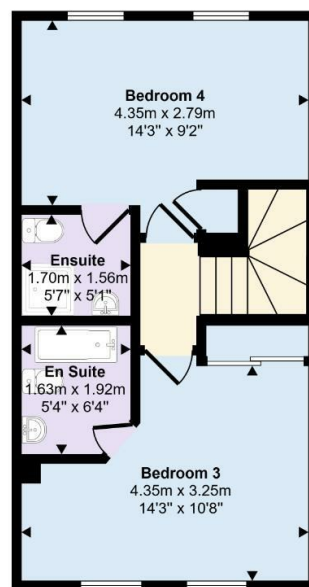 Bedroom 4
4.35m x 2.79m
14'3" x 9'2"
Ensuite
1.70m x 1.56m
5'7" x 5'1"
En Suite
1.63m x 1.92m
5'4" x 6'4"
Bedroom 3
4.35m x 3.25m
14'3" x 10'8"